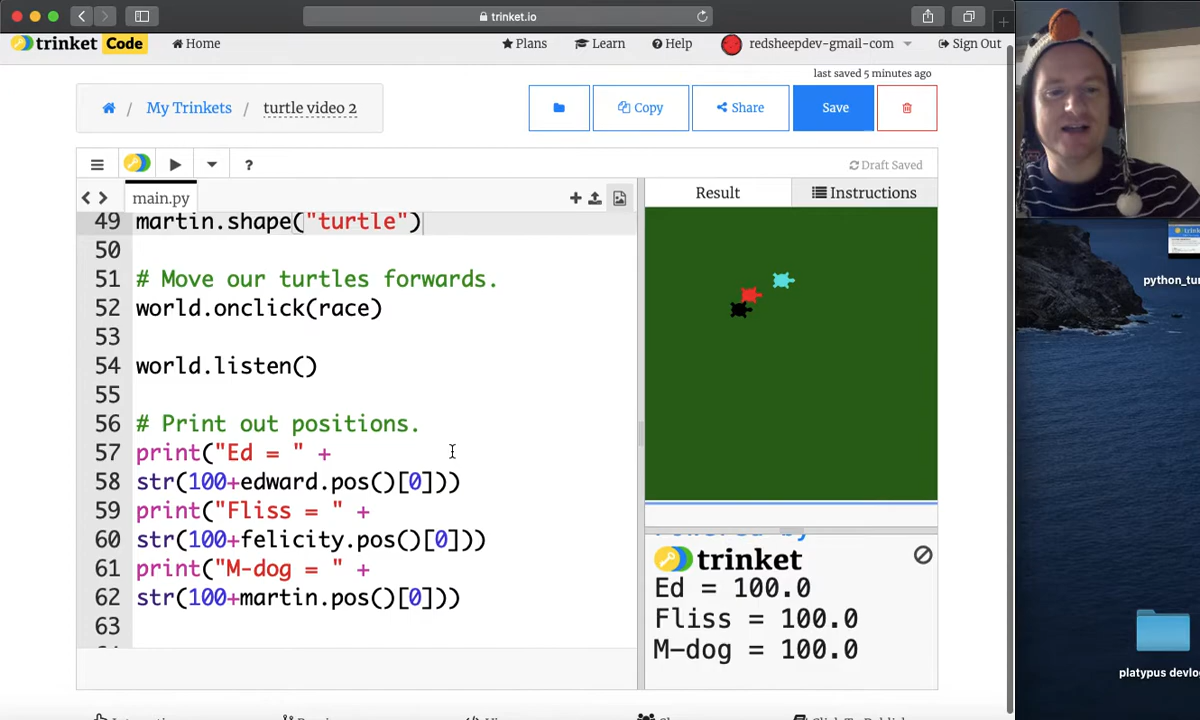 trinket.io
trinket Code Home Plans Learn Help redsheepdev-gmail-com Sign Out
last saved 5 minutes ago
/ My Trinkets / turtle video 2 Copy Share Save
? Draft Saved
main.py Result Instructions
49 martin.shape("turtle")
50
51 # Move our turtles forwards.
52 world.onclick(race)
53
54 world.listen()
55
56 # Print out positions.
57 print("Ed = " +
58 str(100+edward.pos()[0]))
59 print("Fliss = " +
60 str(100+felicity.pos()[0]))
61 print("M-dog = " +
62 str(100+martin.pos()[0]))
63
Powered by
trinket
Ed = 100.0
Fliss = 100.0
M-dog = 100.0
python_tu
platypus devlo